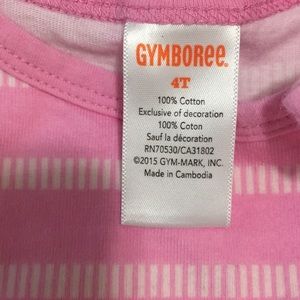 GYMBOREE.
4T
100% Cotton
Exclusive of decoration
100% Coton
Sauf la décoration
RN70530/CA31802
©2015 GYM-MARK, INC.
Made in Cambodia